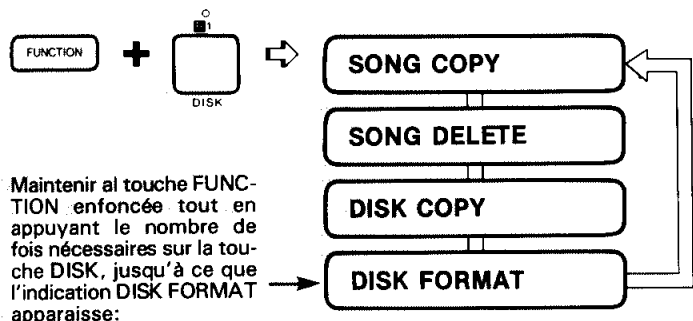 FUNCTION
1
DISK
SONG COPY
SONG DELETE
DISK COPY
DISK FORMAT
Maintenir al touche FUNC-
TION enfoncée tout en
appuyant le nombre de
fois nécessaires sur la tou-
che DISK, jusqu'à ce que
l'indication DISK FORMAT
apparaisse: